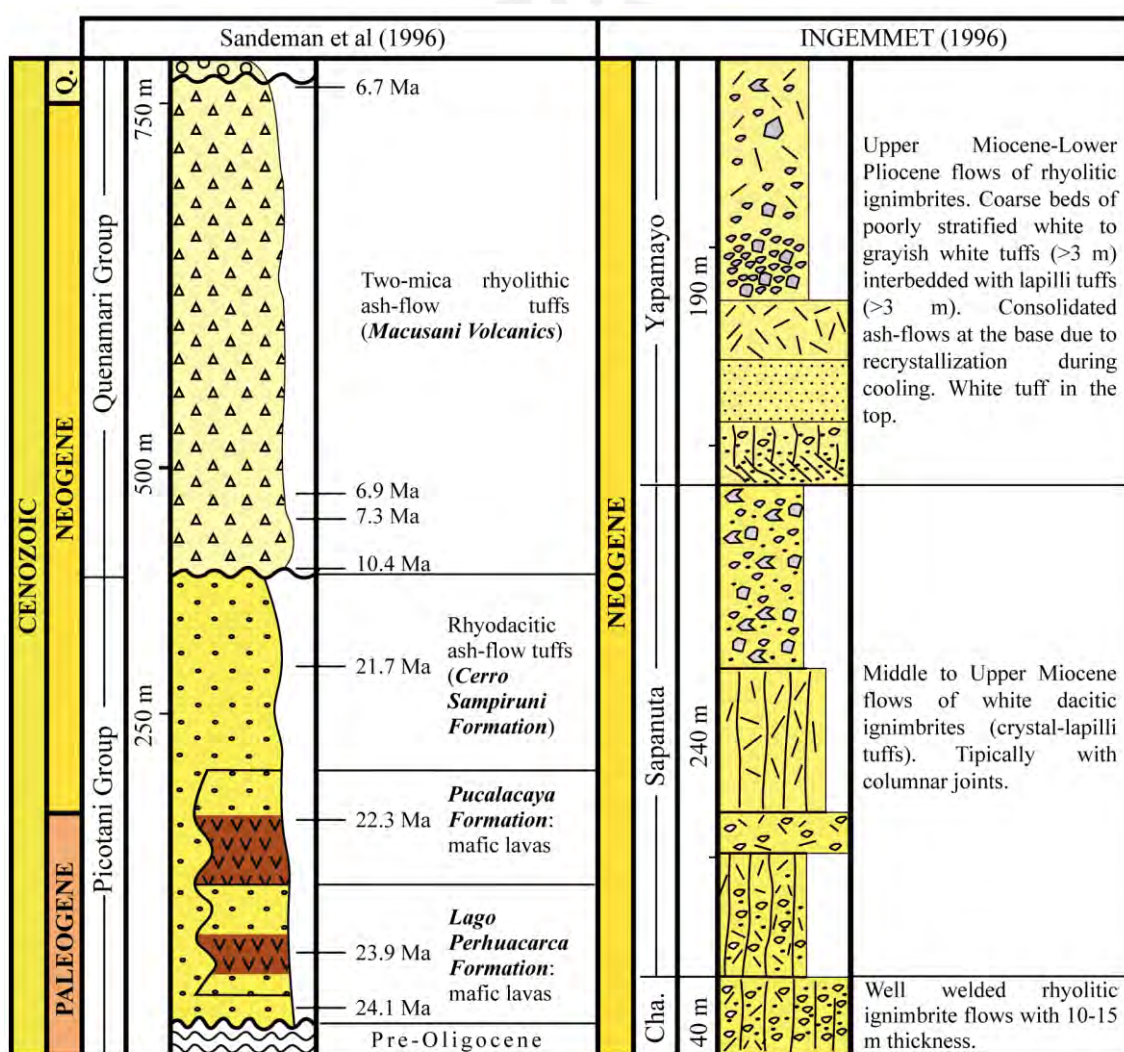 Sandeman et al (1996)
INGEMMET (1996)
CENOZOIC
Q.
NEOGENE
PALEOGENE
Quenamari Group
Picotani Group
750 m
500 m
250 m
6.7 Ma
6.9 Ma
7.3 Ma
10.4 Ma
21.7 Ma
22.3 Ma
23.9 Ma
24.1 Ma
Two-mica rhyolithic
ash-flow tuffs
(Macusani Volcanics)
Rhyodacitic
ash-flow tuffs
(Cerro
Sampiruni
Formation)
Pucalacaya
Formation:
mafic lavas
Lago
Perhuacarca
Formation:
mafic lavas
Pre-Oligocene
NEOGENE
Yapamayo
190 m
Upper Miocene-Lower
Pliocene flows of rhyolitic
ignimbrites. Coarse beds of
poorly stratified white to
grayish white tuffs (>3 m)
interbedded with lapilli tuffs
(>3 m). Consolidated
ash-flows at the base due to
recrystallization during
cooling. White tuff in the
top.
Sapanuta
240 m
Middle to Upper Miocene
flows of white dacitic
ignimbrites (crystal-lapilli
tuffs). Tipically with
columnar joints.
Cha.
40 m
Well welded rhyolitic
ignimbrite flows with 10-15
m thickness.